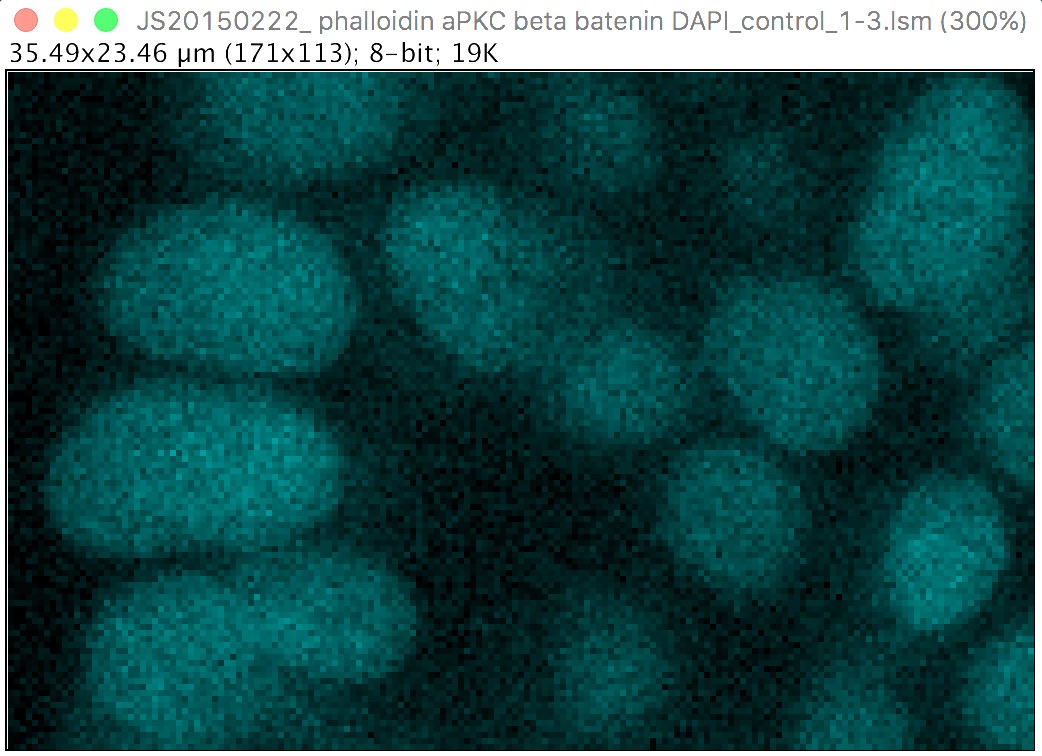 JS20150222_ phalloidin aPKC beta batenin DAPI_control_1-3.lsm (300%)
35.49x23.46 µm (171x113); 8-bit; 19K